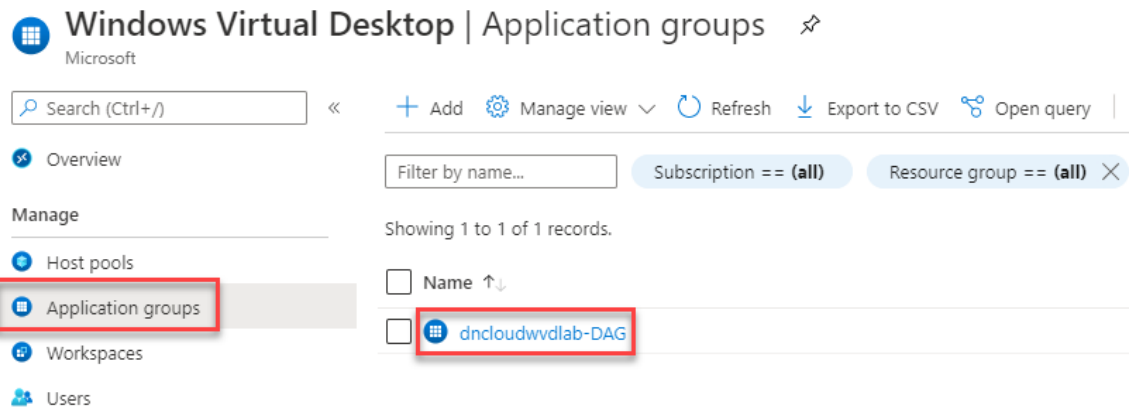 Windows Virtual Desktop | Application groups
Microsoft
Search (Ctrl+/)
«
Add
Manage view
Refresh
Export to CSV
Open query
Overview
Filter by name...
Subscription == (all)
Resource group == (all)
Manage
Showing 1 to 1 of 1 records.
Host pools
Name ↑↓
Application groups
dncloudwvdlab-DAG
Workspaces
Users